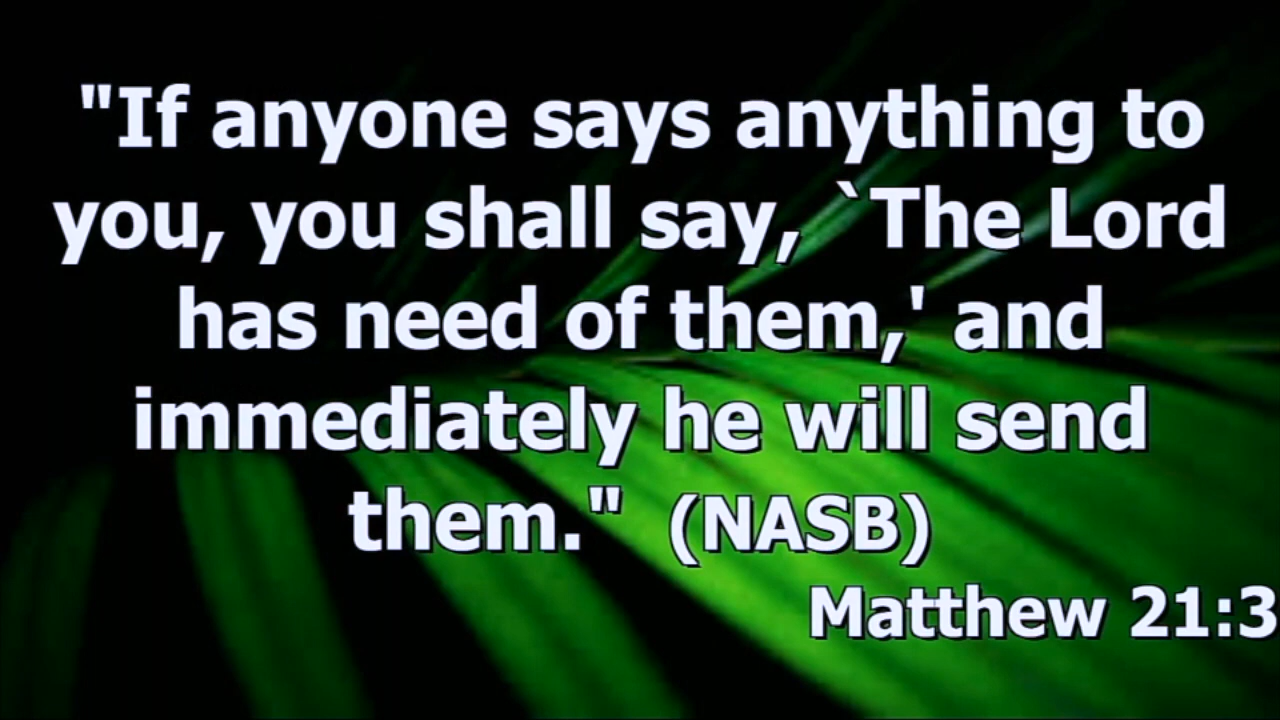 "If anyone says anything to
you, you shall say, `The Lord
has need of them,' and
immediately he will send
them."  (NASB)
Matthew 21:3